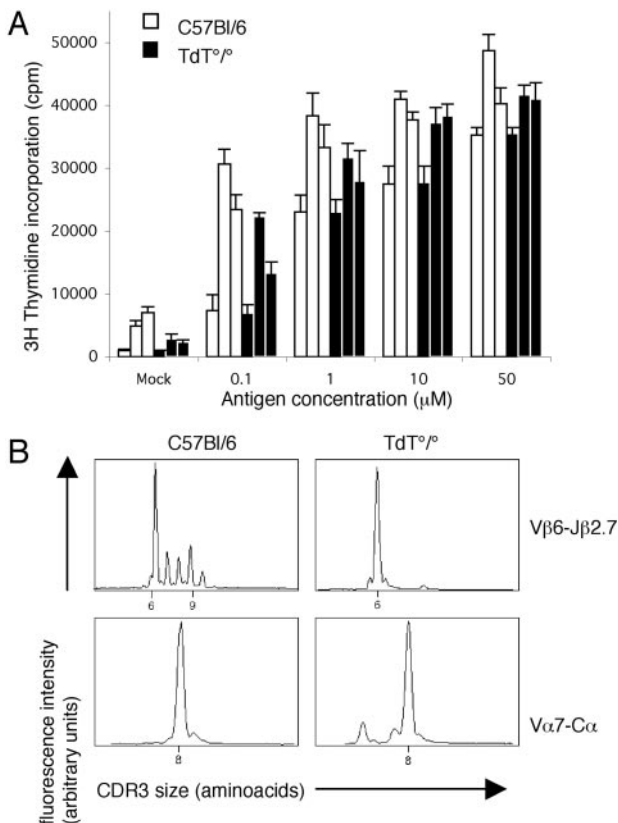 A
C57Bl/6
TdT°/°
3H Thymidine incorporation (cpm)
50000
40000
30000
20000
10000
0
Mock 0.1 1 10 50
Antigen concentration (μM)
B
C57Bl/6 TdT°/°
Vβ6-Jβ2.7
6 9 6
Vα7-Cα
8 8
fluorescence intensity
(arbitrary units)
CDR3 size (aminoacids)